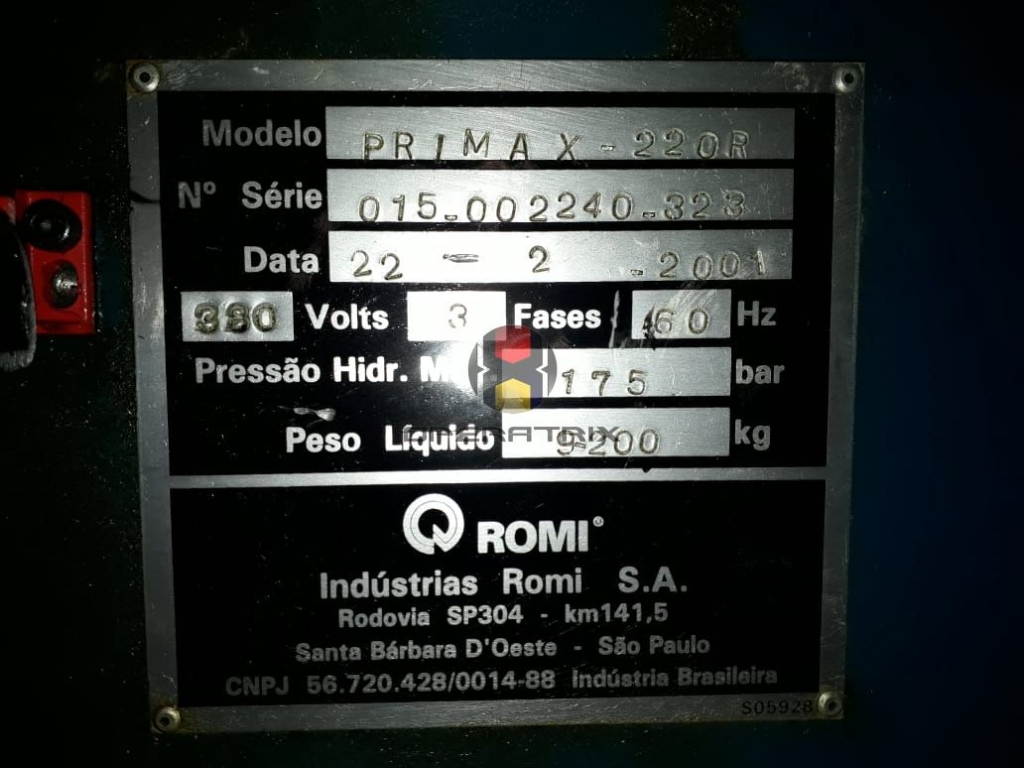 Modelo PRIMAX-220R
Nº Série 015-002240-323
Data 22 - 2 - 2001
380 Volts 3 Fases 60 Hz
Pressão Hidr. 175 bar
Peso Líquido 9200 kg
ROMI®
Indústrias Romi S.A.
Rodovia SP304 - km141,5
Santa Bárbara D'Oeste - São Paulo
CNPJ 56.720.428/0014-88 Indústria Brasileira
S05928